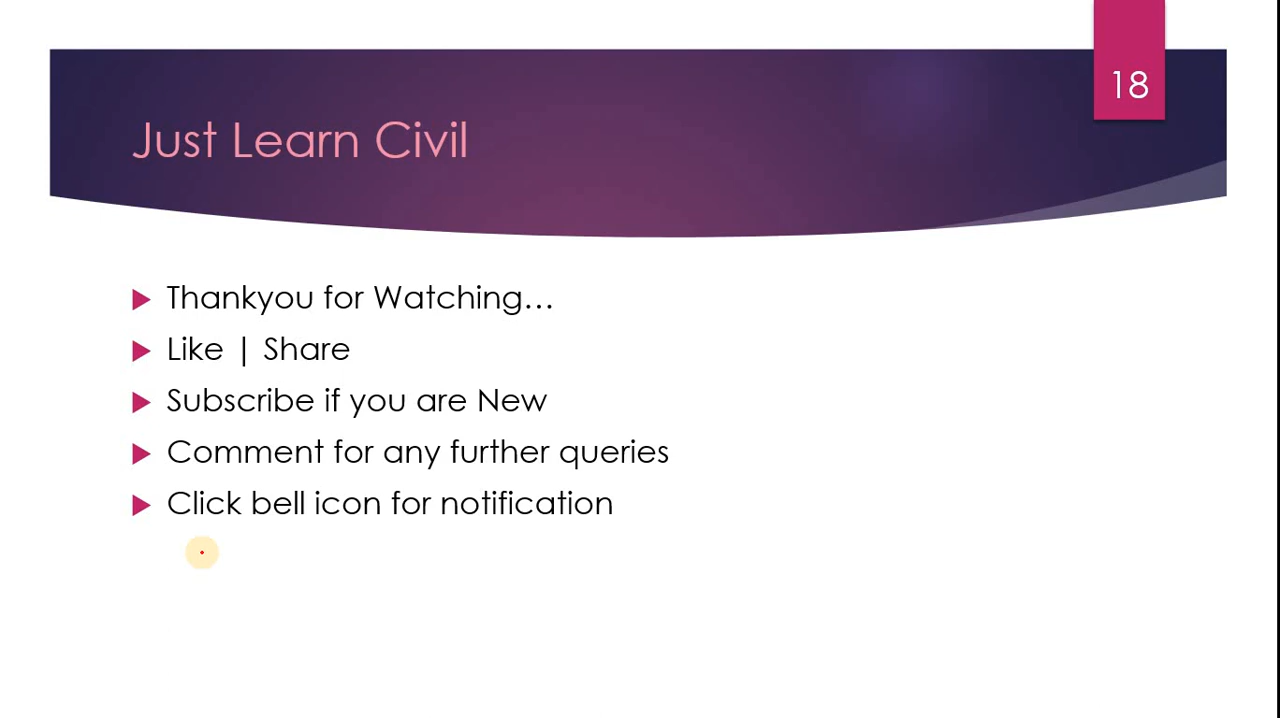 18
Just Learn Civil
Thankyou for Watching...
Like | Share
Subscribe if you are New
Comment for any further queries
Click bell icon for notification